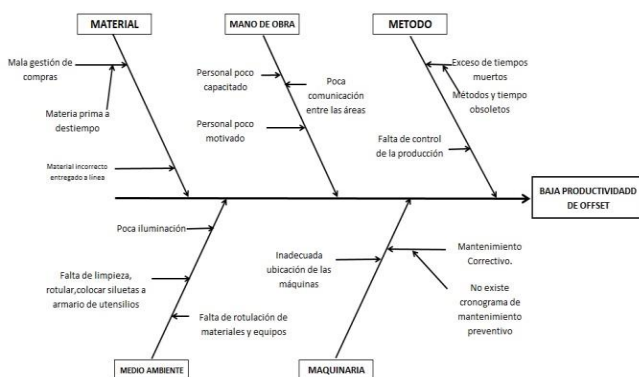 MATERIAL
MANO DE OBRA
METODO
Mala gestión de
compras
Materia prima a
destiempo
Material incorrecto
entregado a linea
Personal poco
capacitado
Poca
comunicación
entre las áreas
Personal poco
motivado
Exceso de tiempos
muertos
Métodos y tiempo
obsoletos
Falta de control
de la producción
BAJA PRODUCTIVIDADD
DE OFFSET
Poca iluminación
Falta de limpieza,
rotular,colocar siluetas a
armario de utensilios
Falta de rotulación de
materiales y equipos
Inadecuada
ubicación de las
máquinas
Mantenimiento
Correctivo.
No existe
cronograma de
mantenimiento
preventivo
MEDIO AMBIENTE
MAQUINARIA